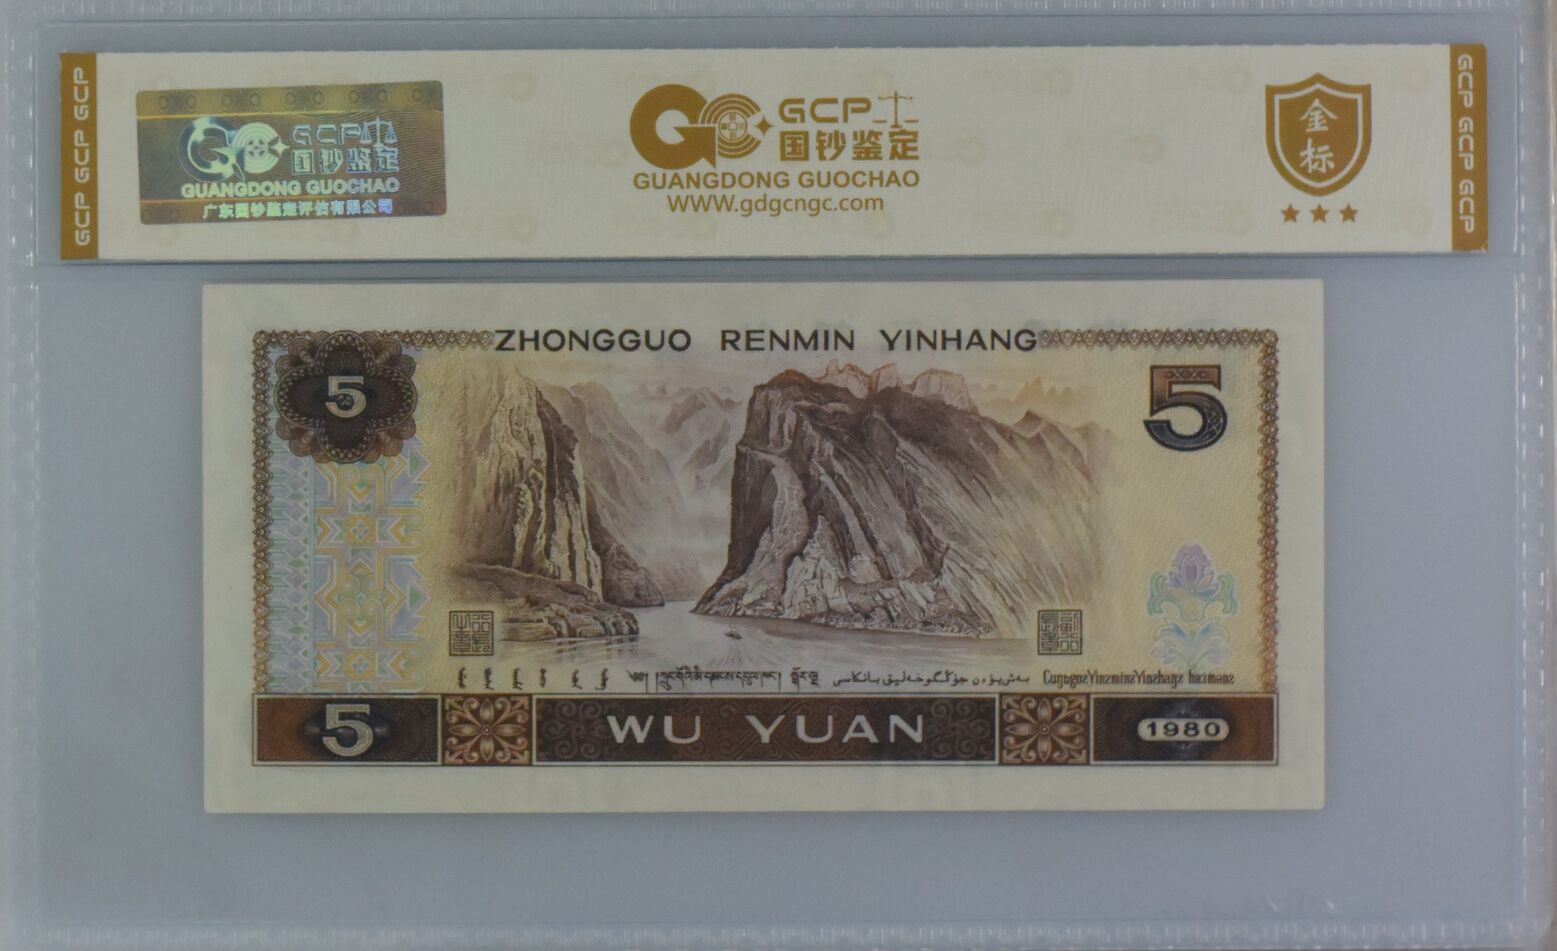 GCP GCP GCP
GCP
国钞鉴定
GUANGDONG GUOCHAO
广东国钞鉴定评估有限公司
GCP
国钞鉴定
GUANGDONG GUOCHAO
WWW.gdgcngc.com
金
标
GCP GCP GCP
ZHONGGUO RENMIN YINHANG
5
5
5
WU YUAN
1980